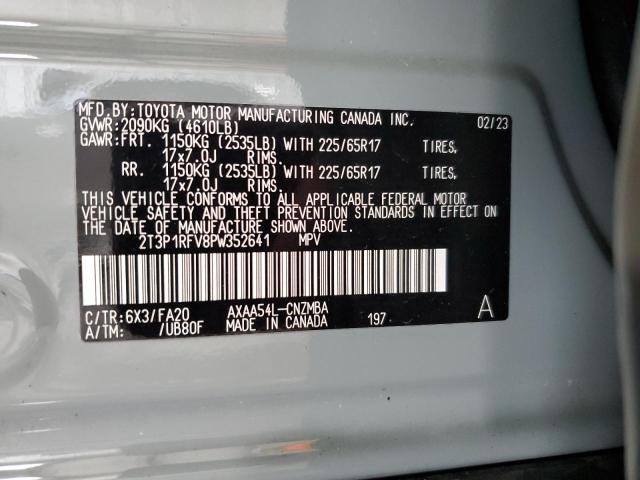 MFD. BY: TOYOTA MOTOR MANUFACTURING CANADA INC. 02/23
GVWR: 2090KG (4610LB)
GAWR: FRT. 1150KG (2535LB) WITH 225/65R17 TIRES,
17x7.0J RIMS.
RR. 1150KG (2535LB) WITH 225/65R17 TIRES,
17x7.0J RIMS.
THIS VEHICLE CONFORMS TO ALL APPLICABLE FEDERAL MOTOR
VEHICLE SAFETY AND THEFT PREVENTION STANDARDS IN EFFECT ON
THE DATE OF MANUFACTURE SHOWN ABOVE.
2T3P1RFV8PW352641 MPV
C/TR: 6X3/FA20 AXAA54L-CNZMBA 197 A
A/TM: /UB80F MADE IN CANADA